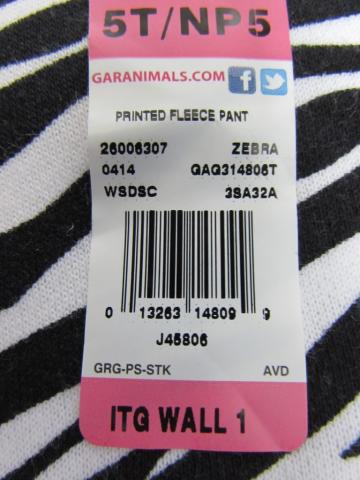 5T/NP5
GARANIMALS.COM
PRINTED FLEECE PANT
26006307 ZEBRA
0414 GAG314806T
WSDSC 3SA32A
0 13263 14809 9
J45806
GRG-PS-STK AVD
ITG WALL 1